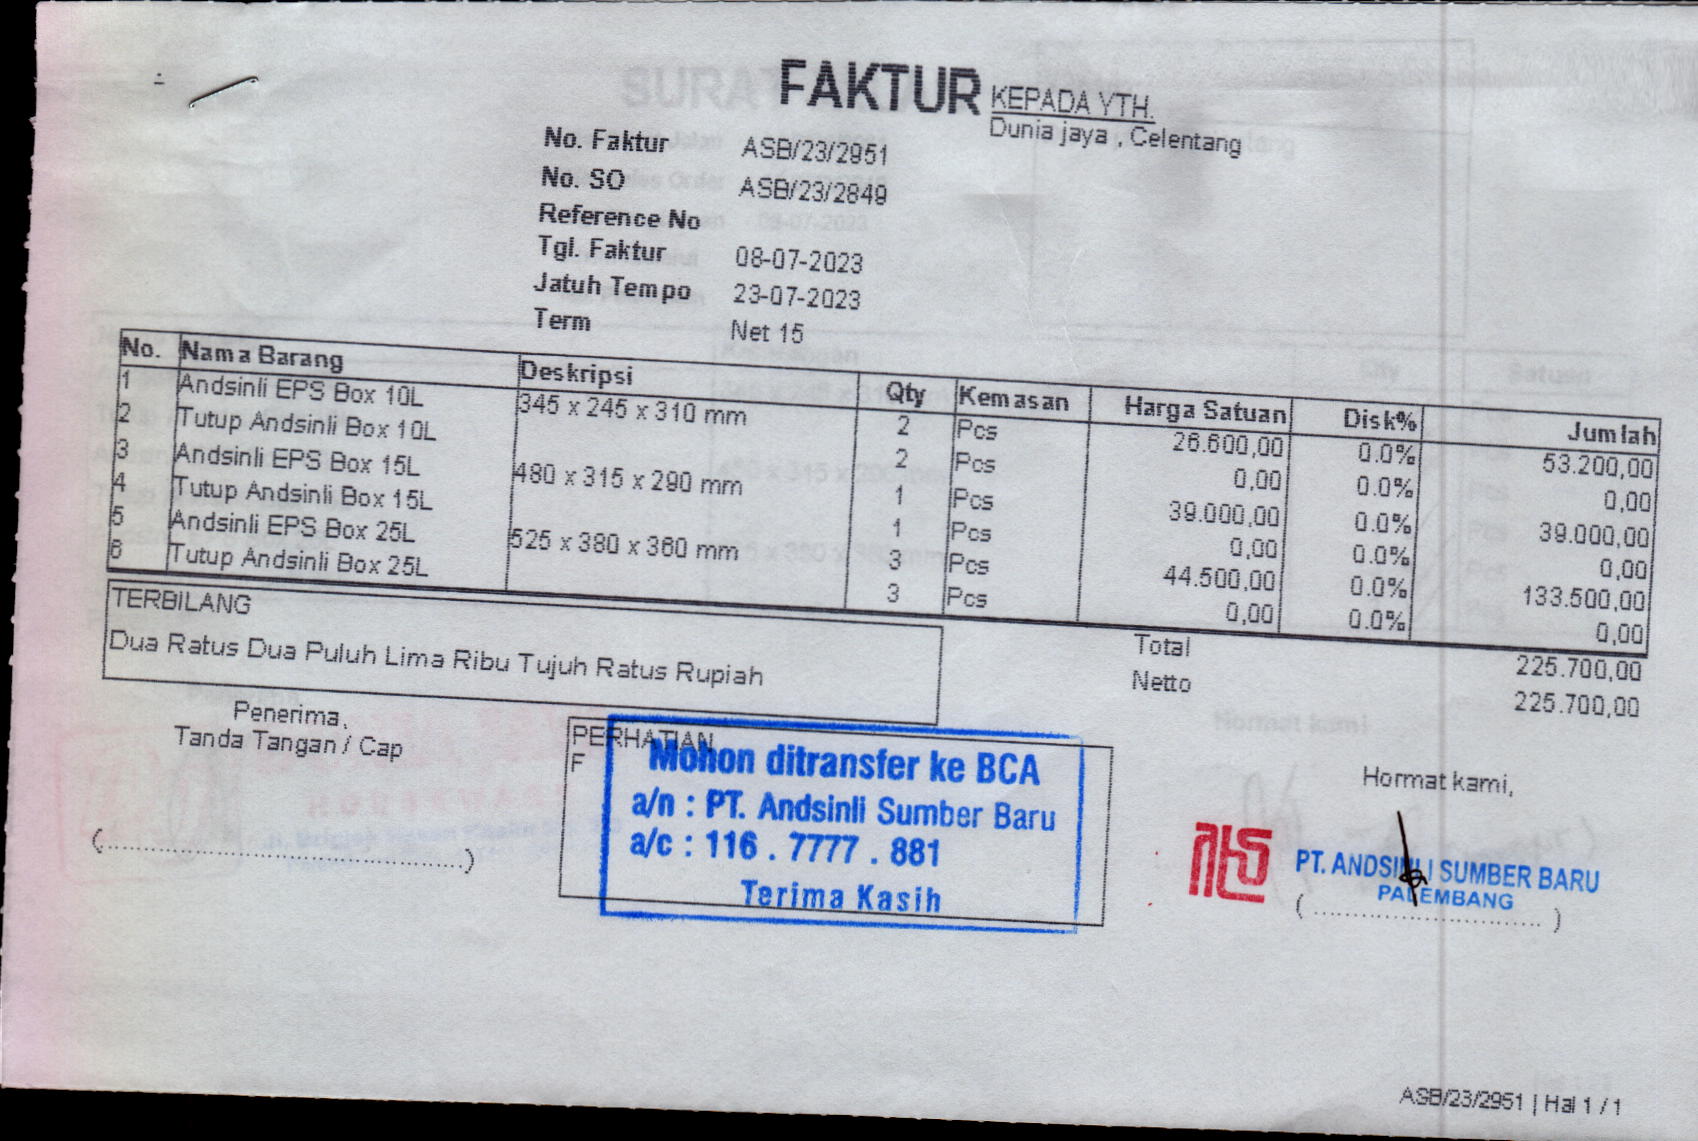 FAKTUR
KEPADA YTH.
Dunia jaya , Celentang
No. Faktur ASB/23/2951
No. SO ASB/23/2849
Reference No
Tgl. Faktur 08-07-2023
Jatuh Tempo 23-07-2023
Term Net 15
No. Nama Barang Deskripsi Qty Kemasan Harga Satuan Disk% Jumlah
1 Andsinli EPS Box 10L 345 x 245 x 310 mm 2 Pcs 26.600,00 0.0% 53.200,00
2 Tutup Andsinli Box 10L 2 Pcs 0,00 0.0% 0,00
3 Andsinli EPS Box 15L 480 x 315 x 290 mm 1 Pcs 39.000,00 0.0% 39.000,00
4 Tutup Andsinli Box 15L 1 Pcs 0,00 0.0% 0,00
5 Andsinli EPS Box 25L 525 x 380 x 360 mm 3 Pcs 44.500,00 0.0% 133.500,00
6 Tutup Andsinli Box 25L 3 Pcs 0,00 0.0% 0,00
TERBILANG
Dua Ratus Dua Puluh Lima Ribu Tujuh Ratus Rupiah
Total 225.700,00
Netto 225.700,00
Penerima,
Tanda Tangan / Cap
(....................................................)
PERHATIAN
F
Mohon ditransfer ke BCA
a/n : PT. Andsinli Sumber Baru
a/c : 116 . 7777 . 881
Terima Kasih
Hormat kami,
PT. ANDSINLI SUMBER BARU
PALEMBANG
( .................................. )
ASB/23/2951 | Hal 1 / 1